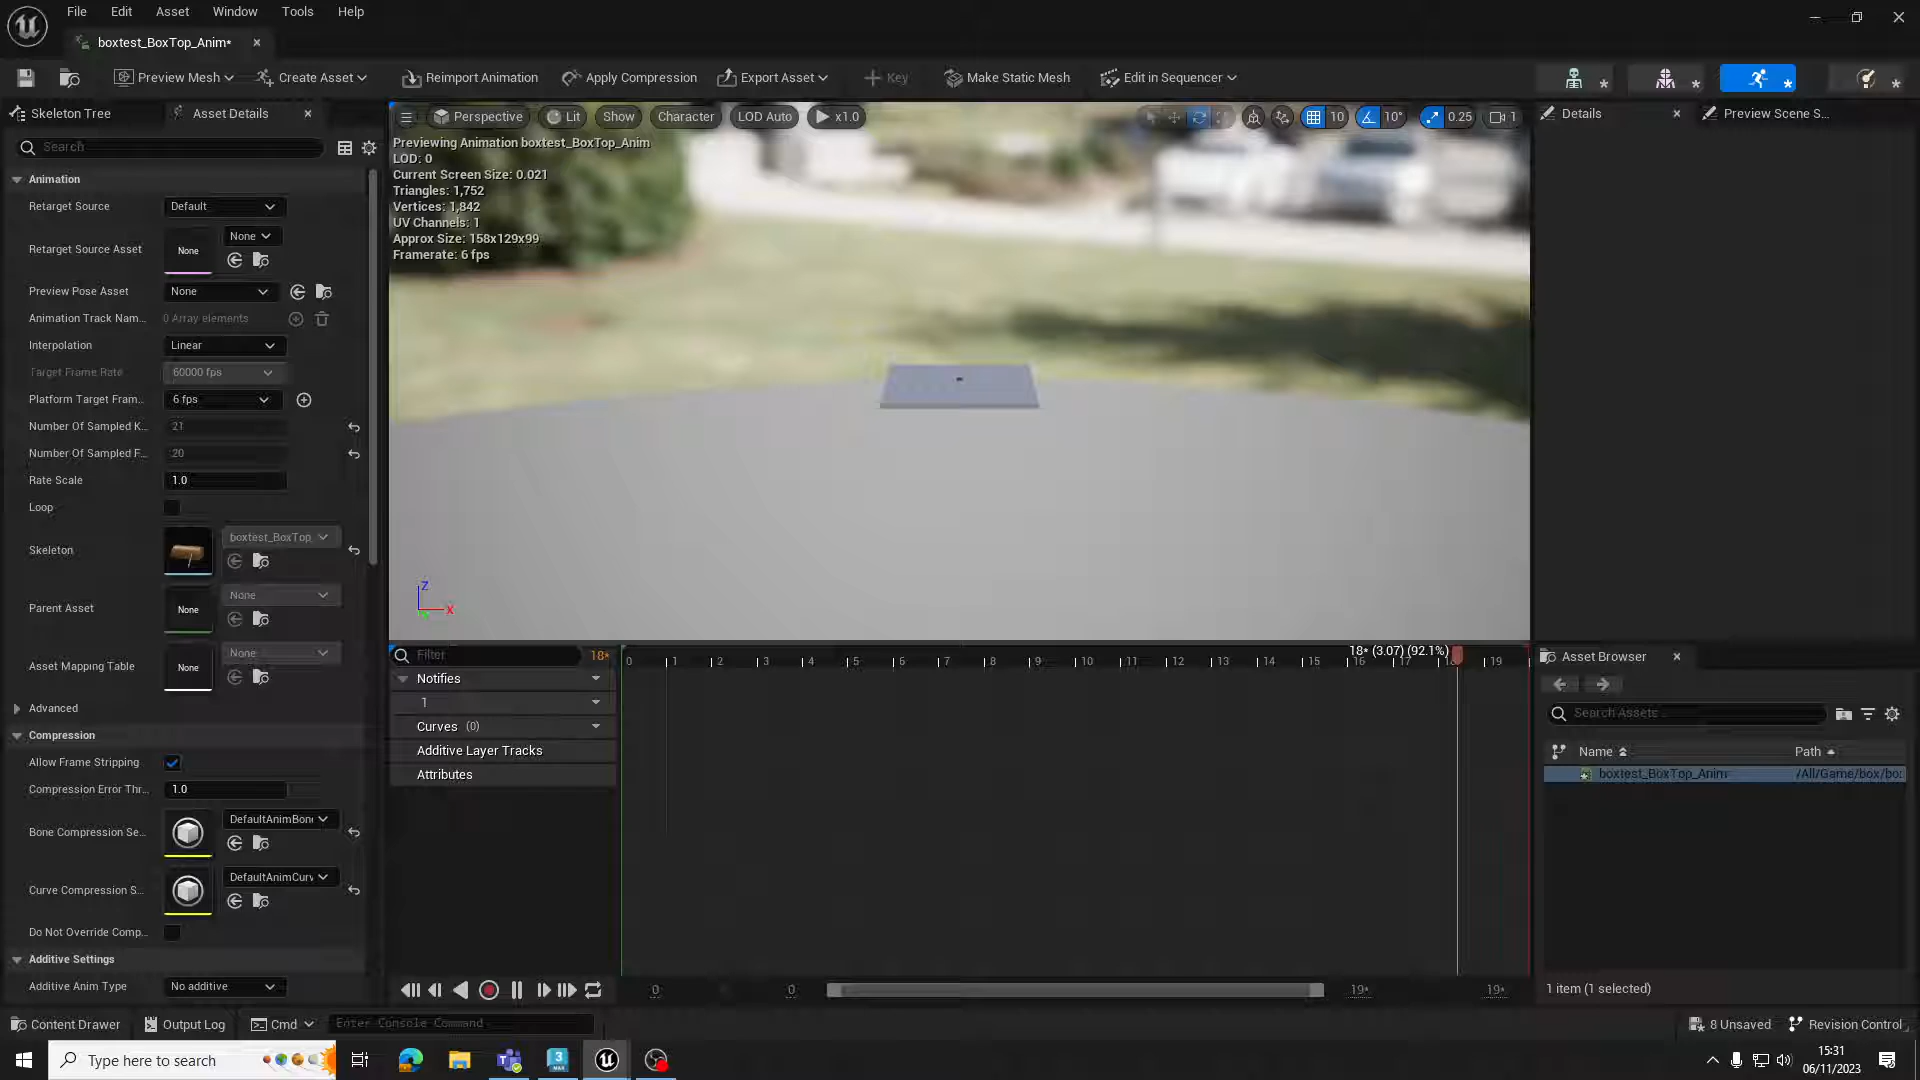 File Edit Asset Window Tools Help
boxtest_BoxTop_Anim*
Preview Mesh Create Asset Reimport Animation Apply Compression Export Asset Key Make Static Mesh Edit in Sequencer
Skeleton Tree Asset Details
Search
Animation
Retarget Source Default
Retarget Source Asset None None
Preview Pose Asset None
Animation Track Nam... 0 Array elements
Interpolation Linear
Target Frame Rate 60000 fps
Platform Target Fram... 6 fps
Number Of Sampled K... 21
Number Of Sampled F... 20
Rate Scale 1.0
Loop
Skeleton boxtest_BoxTop
Parent Asset None None
Asset Mapping Table None None
Advanced
Compression
Allow Frame Stripping
Compression Error Thr... 1.0
Bone Compression Se... DefaultAnimBone
Curve Compression S... DefaultAnimCurv
Do Not Override Comp...
Additive Settings
Additive Anim Type No additive
Perspective Lit Show Character LOD Auto x1.0 10 10° 0.25 1
Previewing Animation boxtest_BoxTop_Anim
LOD: 0
Current Screen Size: 0.021
Triangles: 1,752
Vertices: 1,842
UV Channels: 1
Approx Size: 158x129x99
Framerate: 6 fps
Z
X
Filter 18*
18* (3.07) (92.1%)
0 1 2 3 4 5 6 7 8 9 10 11 12 13 14 15 16 17 18 19
Notifies
1
Curves (0)
Additive Layer Tracks
Attributes
0 0 19* 19*
Details Preview Scene S...
Asset Browser
Search Assets
Name Path
boxtest_BoxTop_Anim /All/Game/box/bo
1 item (1 selected)
Content Drawer Output Log Cmd Enter Console Command 8 Unsaved Revision Control
Type here to search
3
MAX
15:31
06/11/2023